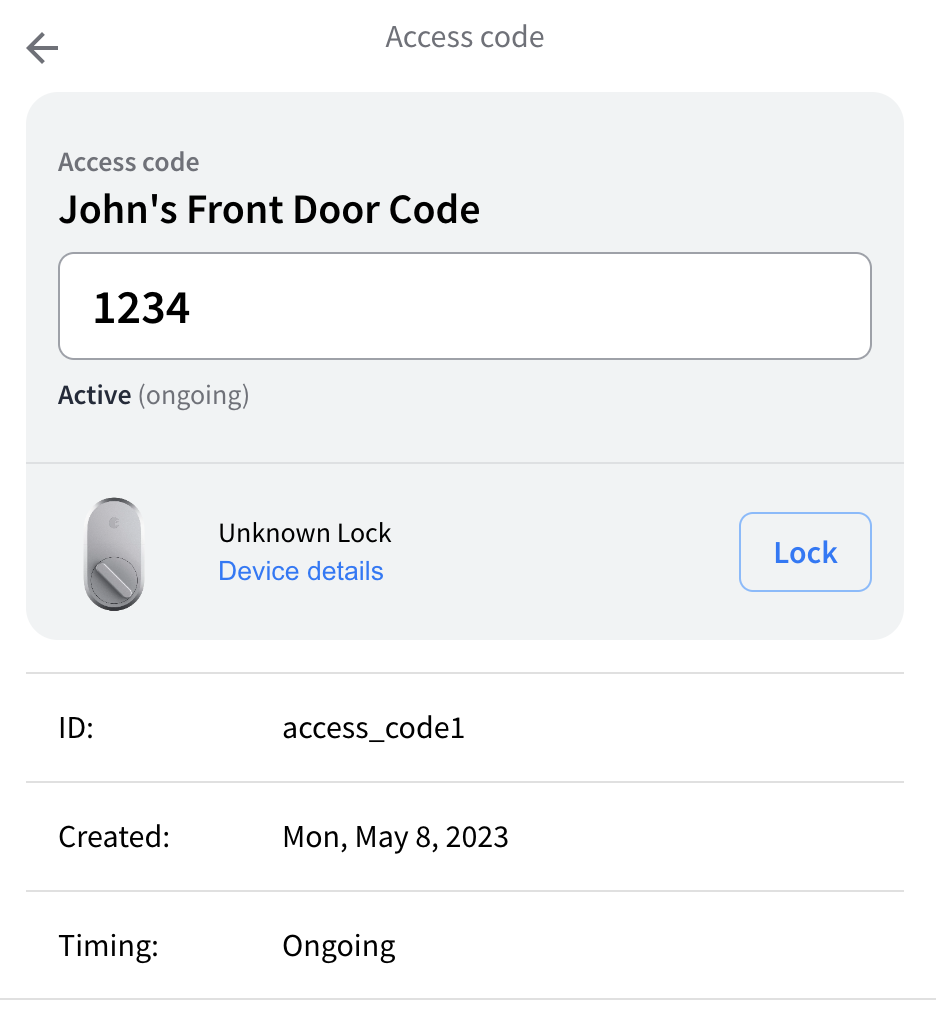 Access code
Access code
John's Front Door Code
1234
Active (ongoing)
Unknown Lock
Device details
Lock
ID: access_code1
Created: Mon, May 8, 2023
Timing: Ongoing